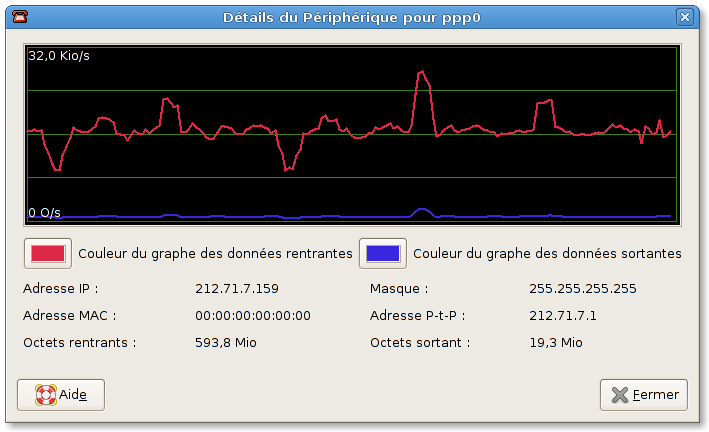 Détails du Périphérique pour ppp0
32,0 Kio/s
0 O/s
Couleur du graphe des données rentrantes
Couleur du graphe des données sortantes
Adresse IP : 212.71.7.159 Masque : 255.255.255.255
Adresse MAC : 00:00:00:00:00:00 Adresse P-t-P : 212.71.7.1
Octets rentrants : 593,8 Mio Octets sortant : 19,3 Mio
Aide Fermer